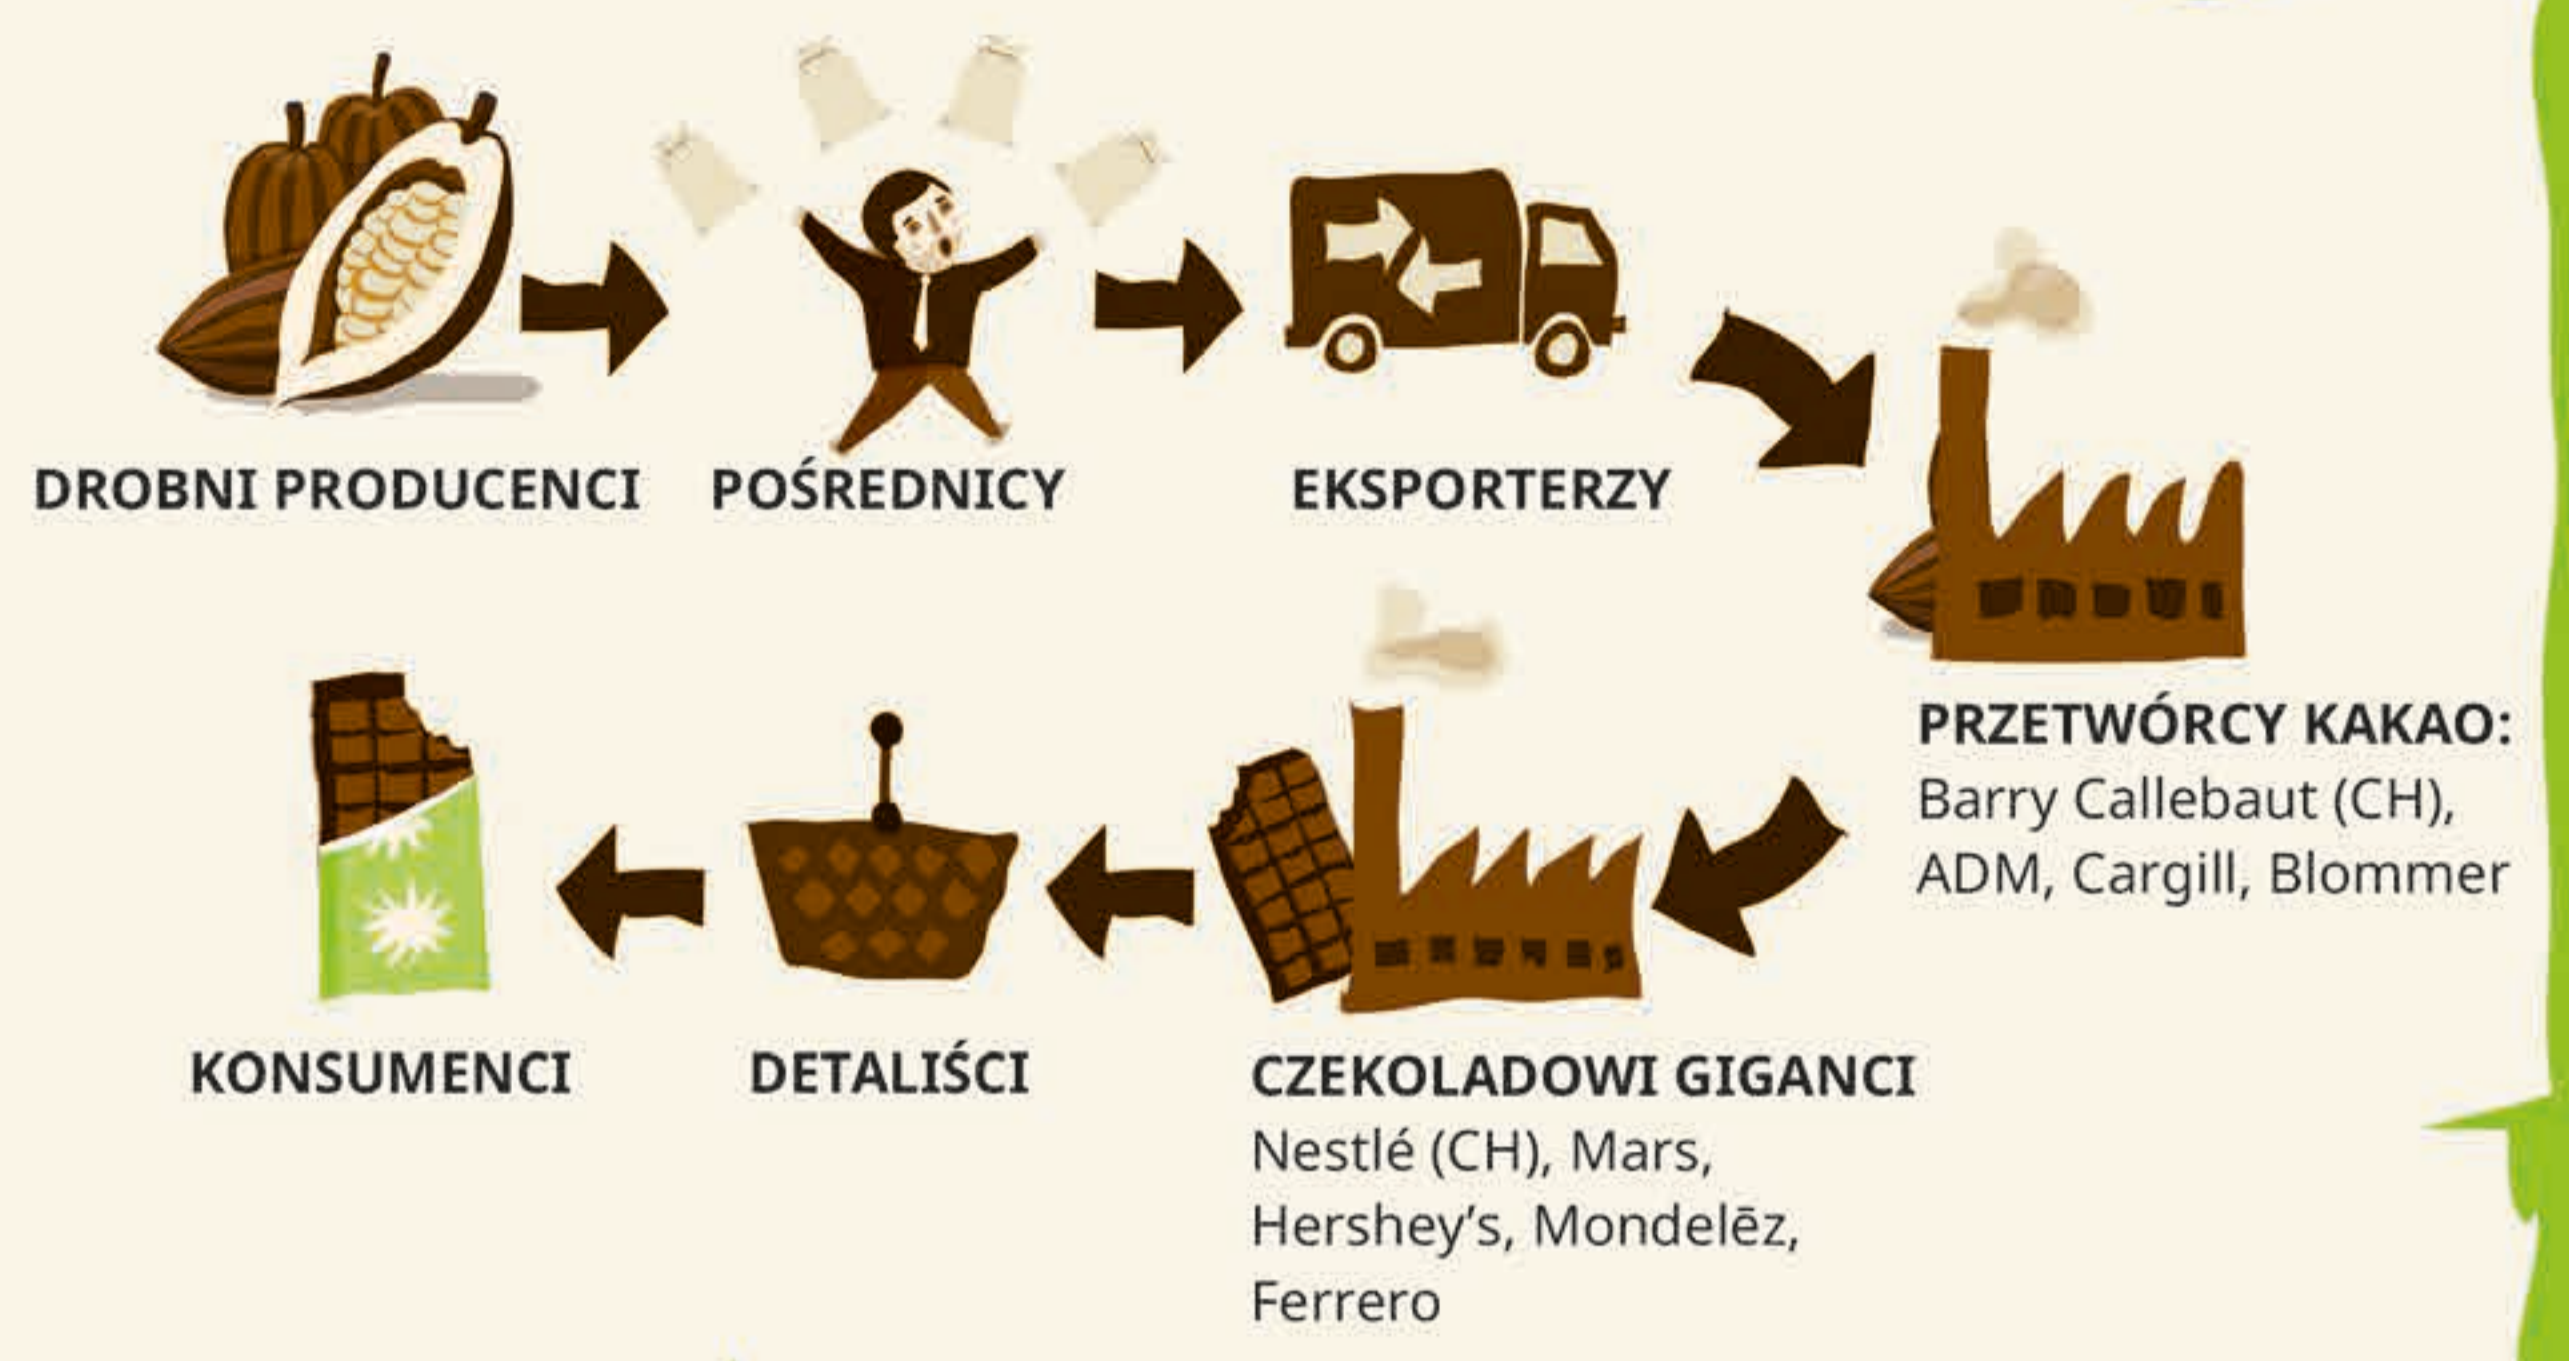 DROBNI PRODUCENCI
POŚREDNICY
EKSPORTERZY
PRZETWÓRCY KAKAO:
Barry Callebaut (CH),
ADM, Cargill, Blommer
CZEKOLADOWI GIGANCI
Nestlé (CH), Mars,
Hershey’s, Mondelēz,
Ferrero
DETALIŚCI
KONSUMENCI